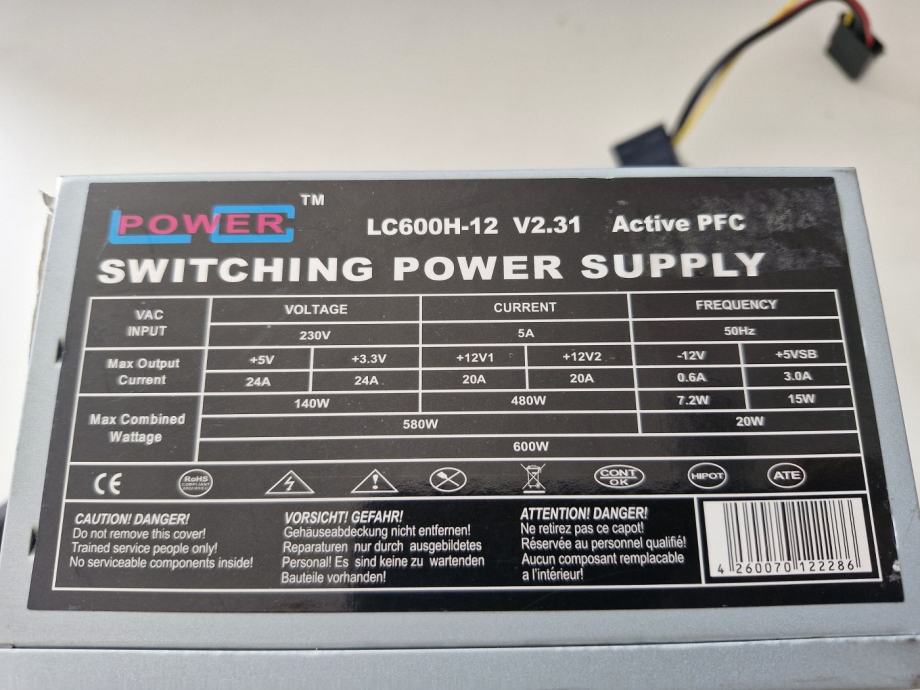 LC POWER™
LC600H-12 V2.31 Active PFC
SWITCHING POWER SUPPLY
VAC INPUT VOLTAGE CURRENT FREQUENCY
230V 5A 50Hz
Max Output Current +5V +3.3V +12V1 +12V2 -12V +5VSB
24A 24A 20A 20A 0.6A 3.0A
Max Combined Wattage 140W 480W 7.2W 15W
580W 20W
600W
CE RoHS CONT OK HIPOT ATE
CAUTION! DANGER!
Do not remove this cover!
Trained service people only!
No serviceable components inside!
VORSICHT! GEFAHR!
Gehäuseabdeckung nicht entfernen!
Reparaturen nur durch ausgebildetes
Personal! Es sind keine zu wartenden
Bauteile vorhanden!
ATTENTION! DANGER!
Ne retirez pas ce capot!
Réservée au personnel qualifié!
Aucun composant remplacable
a l'intérieur!
4 260070 122286